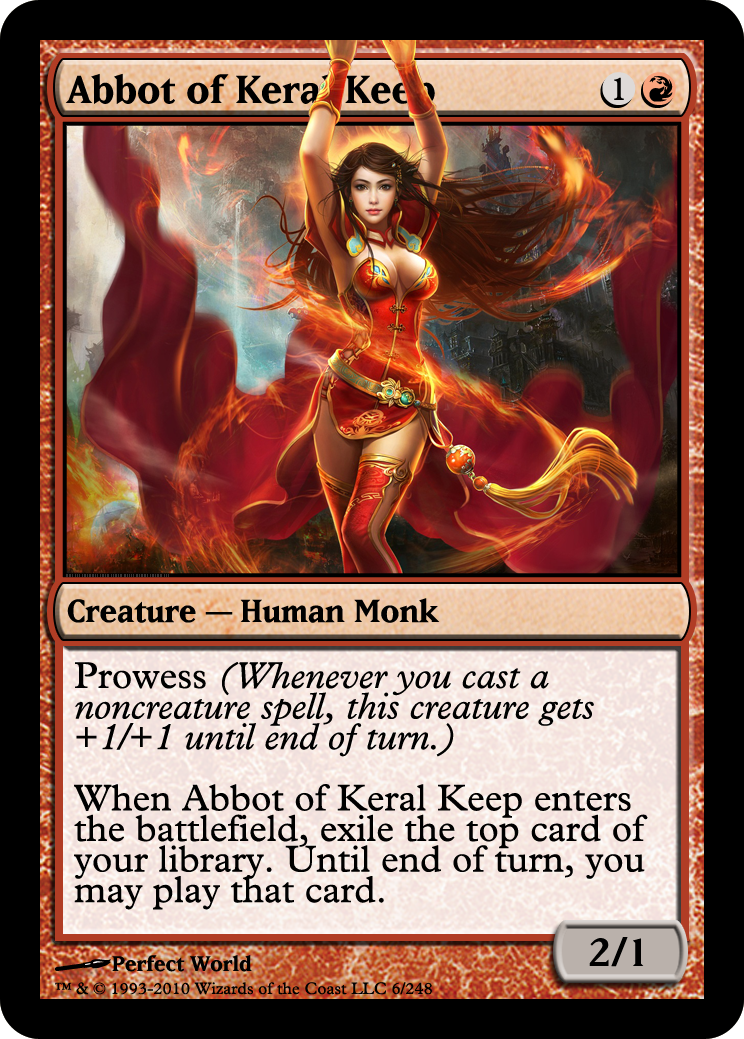 Abbot of Keral Keep 1
Creature — Human Monk
Prowess (Whenever you cast a
noncreature spell, this creature gets
+1/+1 until end of turn.)
When Abbot of Keral Keep enters
the battlefield, exile the top card of
your library. Until end of turn, you
may play that card.
2/1
Perfect World
™ & © 1993-2010 Wizards of the Coast LLC 6/248